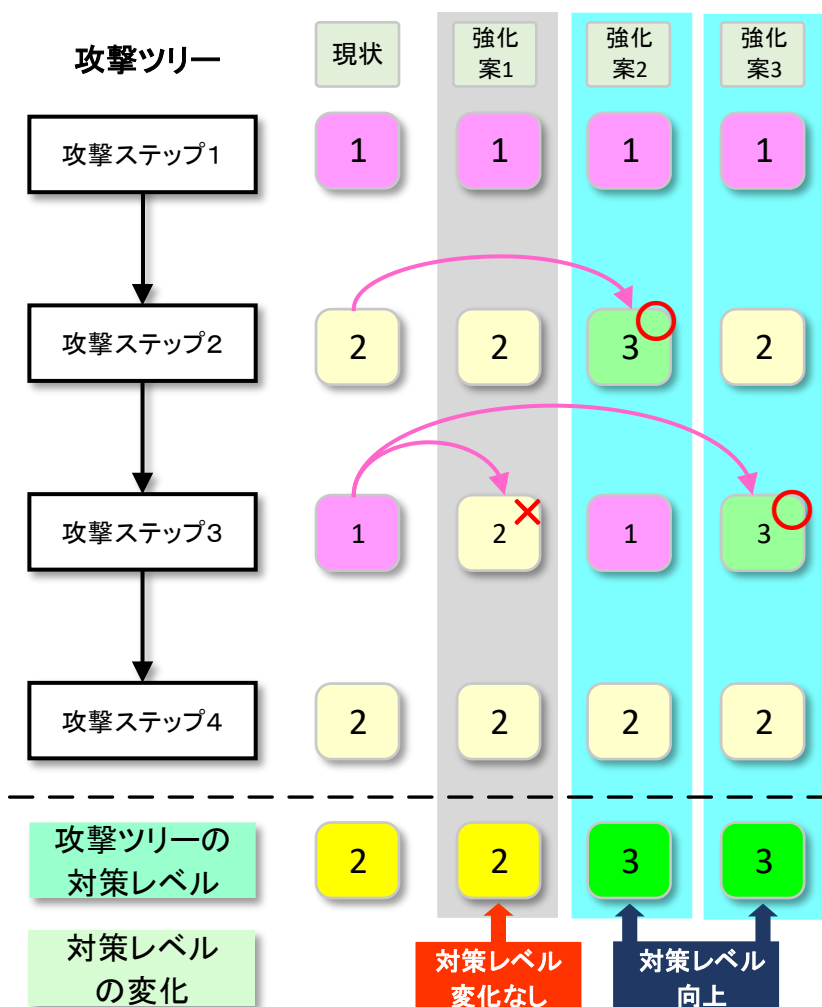 攻撃ツリー
現状
強化
案1
強化
案2
強化
案3
攻撃ステップ1
1
1
1
1
攻撃ステップ2
2
2
3
2
攻撃ステップ3
1
2
1
3
攻撃ステップ4
2
2
2
2
攻撃ツリーの
対策レベル
2
2
3
3
対策レベル
の変化
対策レベル
変化なし
対策レベル
向上